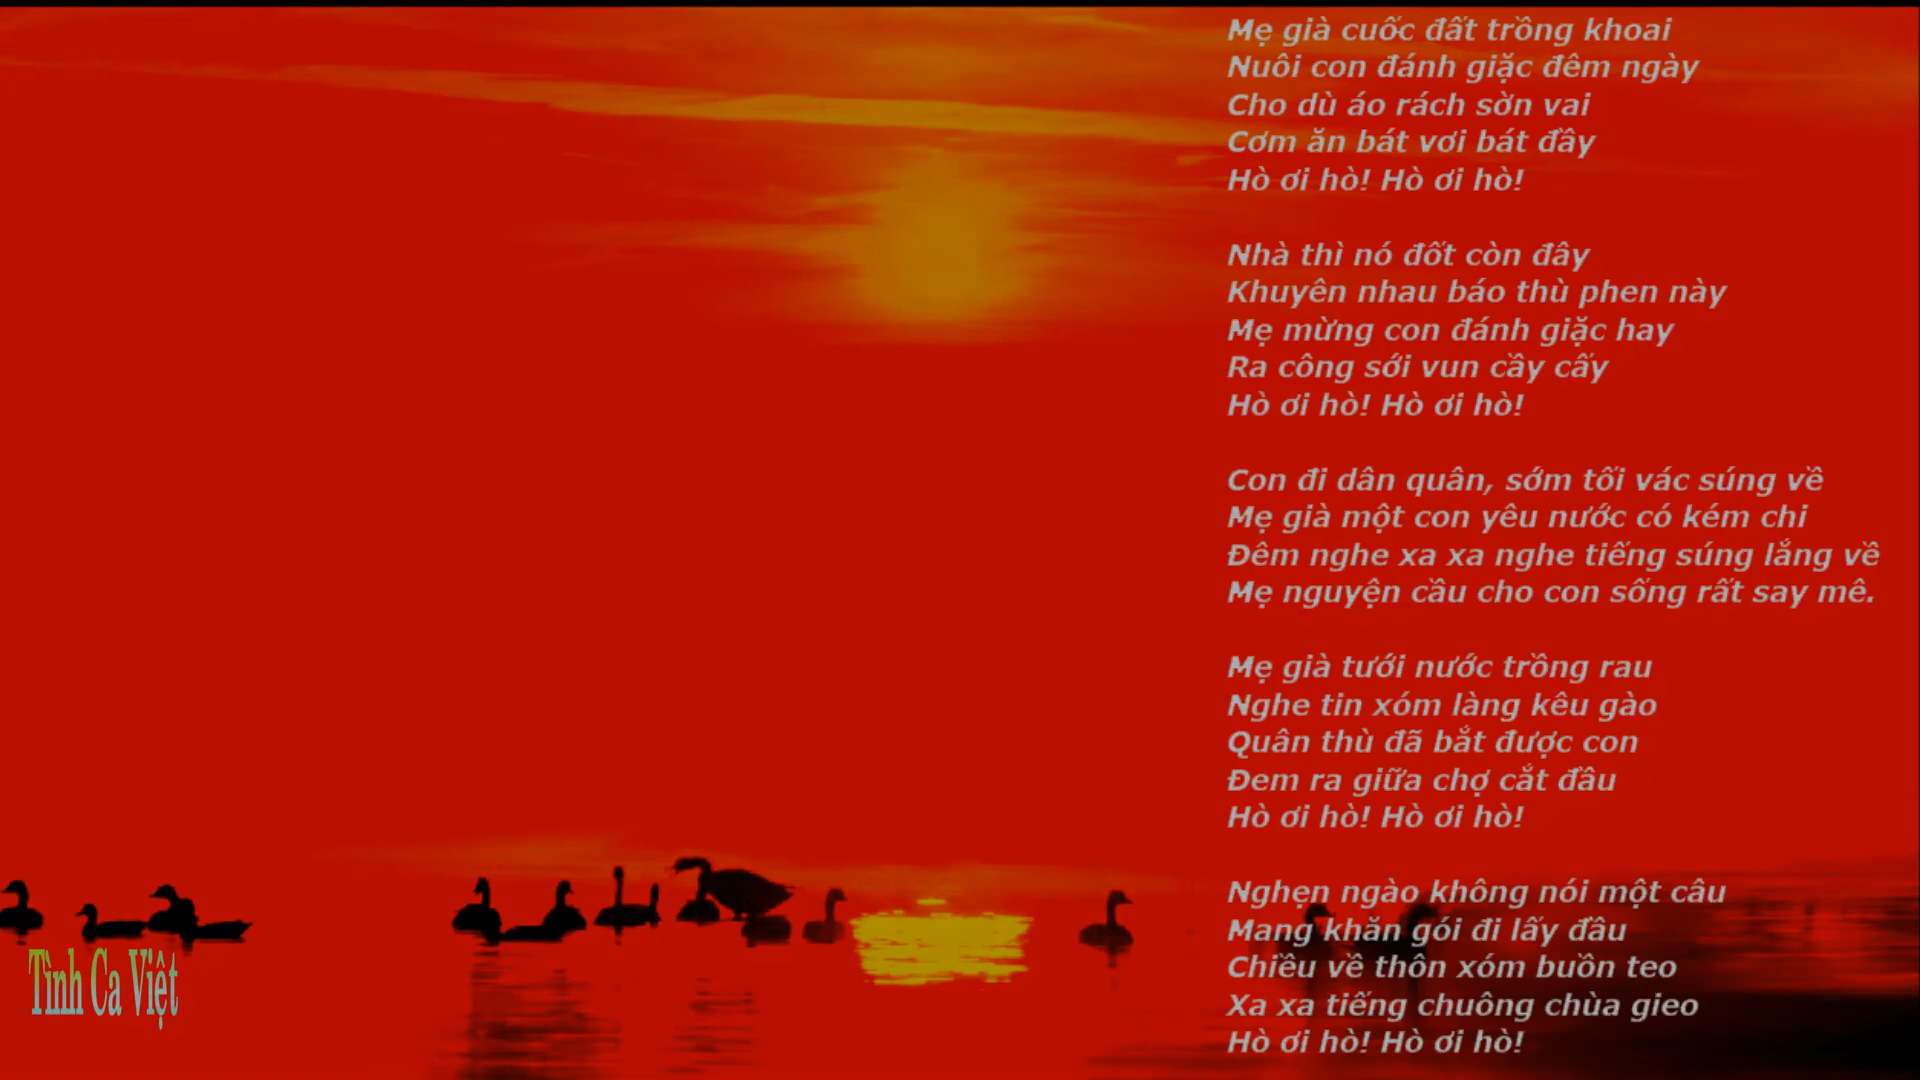 Mẹ già cuốc đất trồng khoai
Nuôi con đánh giặc đêm ngày
Cho dù áo rách sờn vai
Cơm ăn bát vơi bát đầy
Hò ơi hò! Hò ơi hò!
Nhà thì nó đốt còn đây
Khuyên nhau báo thù phen này
Mẹ mừng con đánh giặc hay
Ra công sới vun cầy cấy
Hò ơi hò! Hò ơi hò!
Con đi dân quân, sớm tối vác súng về
Mẹ già một con yêu nước có kém chi
Đêm nghe xa xa nghe tiếng súng lắng về
Mẹ nguyện cầu cho con sống rất say mê.
Mẹ già tưới nước trồng rau
Nghe tin xóm làng kêu gào
Quân thù đã bắt được con
Đem ra giữa chợ cắt đầu
Hò ơi hò! Hò ơi hò!
Nghẹn ngào không nói một câu
Mang khăn gói đi lấy đầu
Chiều về thôn xóm buồn teo
Xa xa tiếng chuông chùa gieo
Hò ơi hò! Hò ơi hò!
Tình Ca Việt